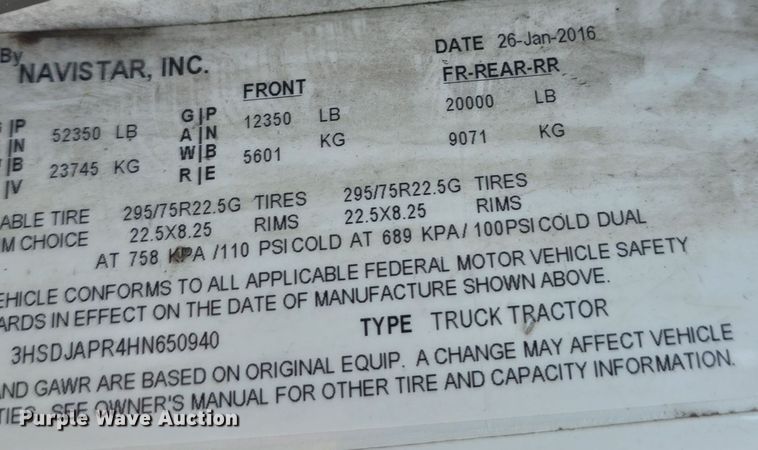 By NAVISTAR, INC. DATE 26-Jan-2016
FRONT FR-REAR-RR
|P 52350 LB G|P 12350 LB 20000 LB
|N A|N
|B 23745 KG W|B 5601 KG 9071 KG
|V R|E
ABLE TIRE 295/75R22.5G TIRES 295/75R22.5G TIRES
M CHOICE 22.5X8.25 RIMS 22.5X8.25 RIMS
AT 758 KPA /110 PSI COLD AT 689 KPA / 100PSI COLD DUAL
EHICLE CONFORMS TO ALL APPLICABLE FEDERAL MOTOR VEHICLE SAFETY
ARDS IN EFFECT ON THE DATE OF MANUFACTURE SHOWN ABOVE.
3HSDJAPR4HN650940 TYPE TRUCK TRACTOR
AND GAWR ARE BASED ON ORIGINAL EQUIP. A CHANGE MAY AFFECT VEHICLE
TIES. SEE OWNER'S MANUAL FOR OTHER TIRE AND CAPACITY INFORMATION.
Purple Wave Auction